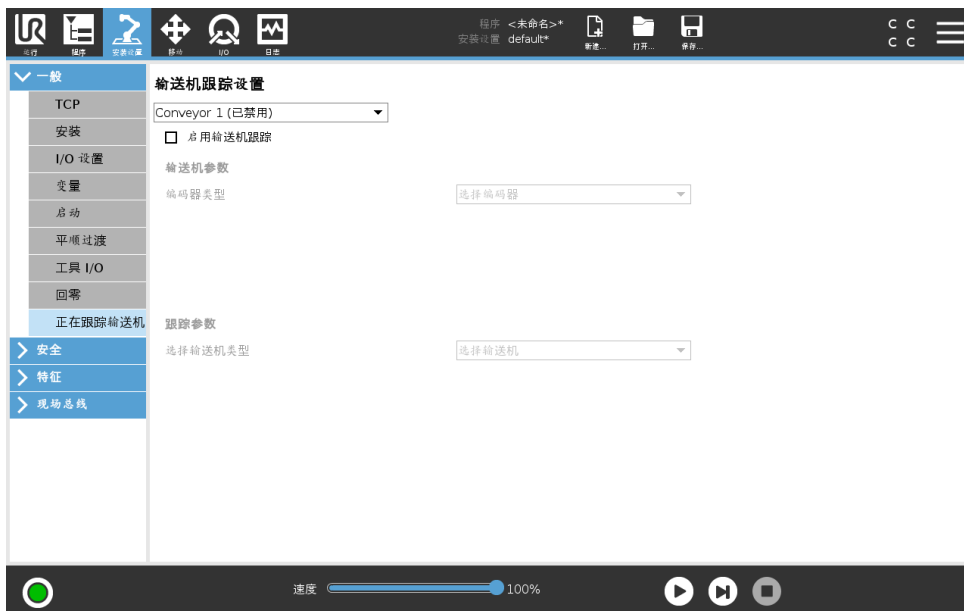 程序 <未命名>*
安装设置 default*
运行 程序 安装设置 移动 I/O 日志 新建... 打开... 保存...
C C
C C
一般
TCP
安装
I/O 设置
变量
启动
平顺过渡
工具 I/O
回零
正在跟踪输送机
安全
特征
现场总线
输送机跟踪设置
Conveyor 1 (已禁用)
启用输送机跟踪
输送机参数
编码器类型 选择编码器
跟踪参数
选择输送机类型 选择输送机
速度 100%